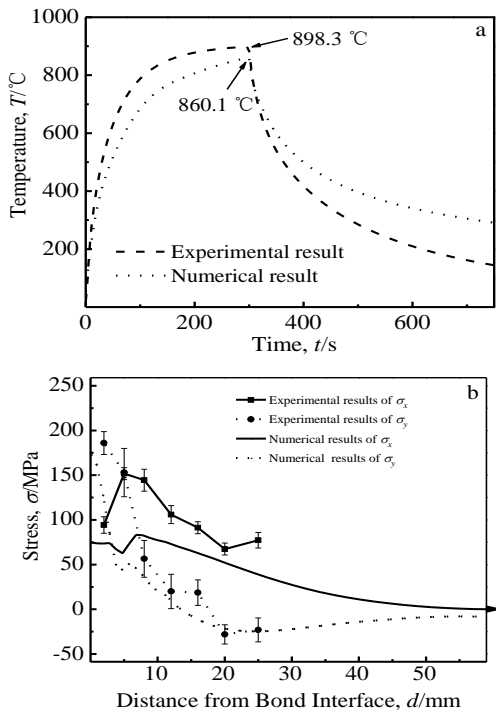 1000
800
600
400
200
Temperature, T/℃
a
898.3 ℃
860.1 ℃
Experimental result
Numerical result
0
200
400
600
Time, t/s
250
200
150
100
50
0
-50
Stress, σ/MPa
b
Experimental results of σx
Experimental results of σy
Numerical results of σx
Numerical results of σy
10
20
30
40
50
Distance from Bond Interface, d/mm